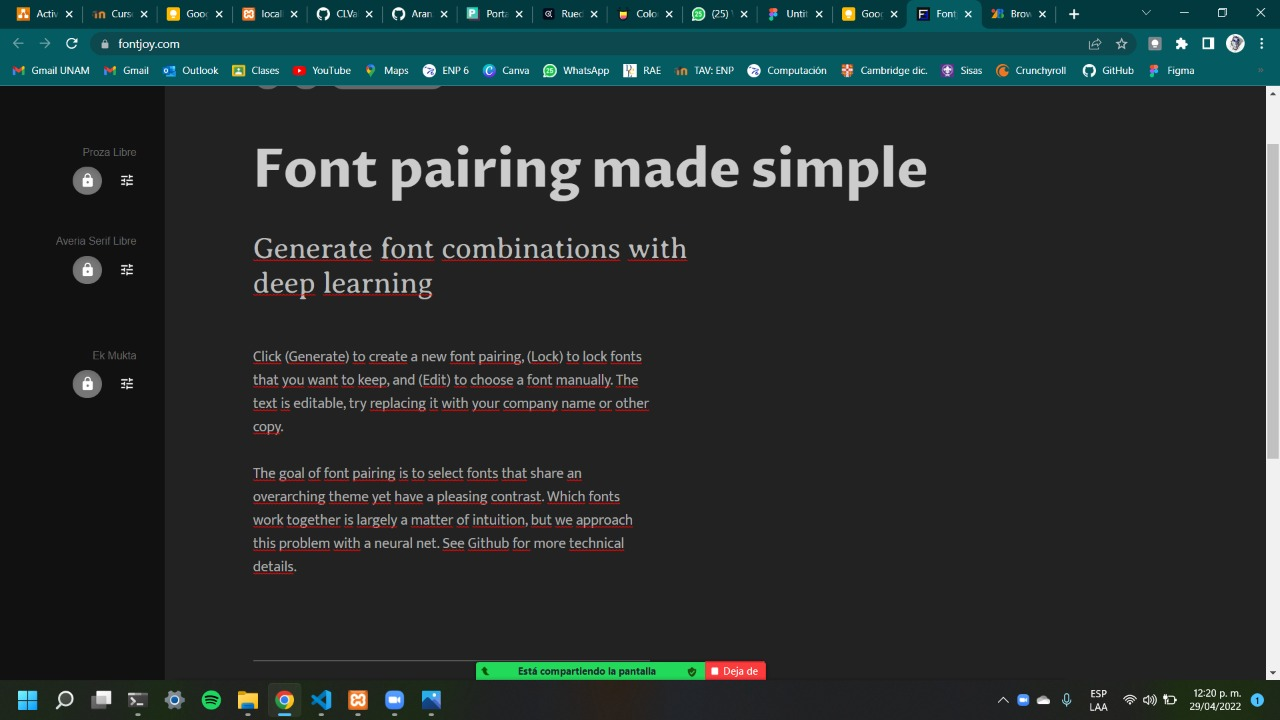 Activ
Curso
Goog
locall
CLVa
Aran
Porta
Rued
Colo
(25) V
Untit
Goog
Font
Brow
fontjoy.com
Gmail UNAM
Gmail
Outlook
Clases
YouTube
Maps
ENP 6
Canva
WhatsApp
RAE
TAV: ENP
Computación
Cambridge dic.
Sisas
Crunchyroll
GitHub
Figma
Proza Libre
Font pairing made simple
Averia Serif Libre
Generate font combinations with
deep learning
Ek Mukta
Click (Generate) to create a new font pairing, (Lock) to lock fonts
that you want to keep, and (Edit) to choose a font manually. The
text is editable, try replacing it with your company name or other
copy.
The goal of font pairing is to select fonts that share an
overarching theme yet have a pleasing contrast. Which fonts
work together is largely a matter of intuition, but we approach
this problem with a neural net. See Github for more technical
details.
Está compartiendo la pantalla
Deja de
ESP
LAA
12:20 p. m.
29/04/2022
1